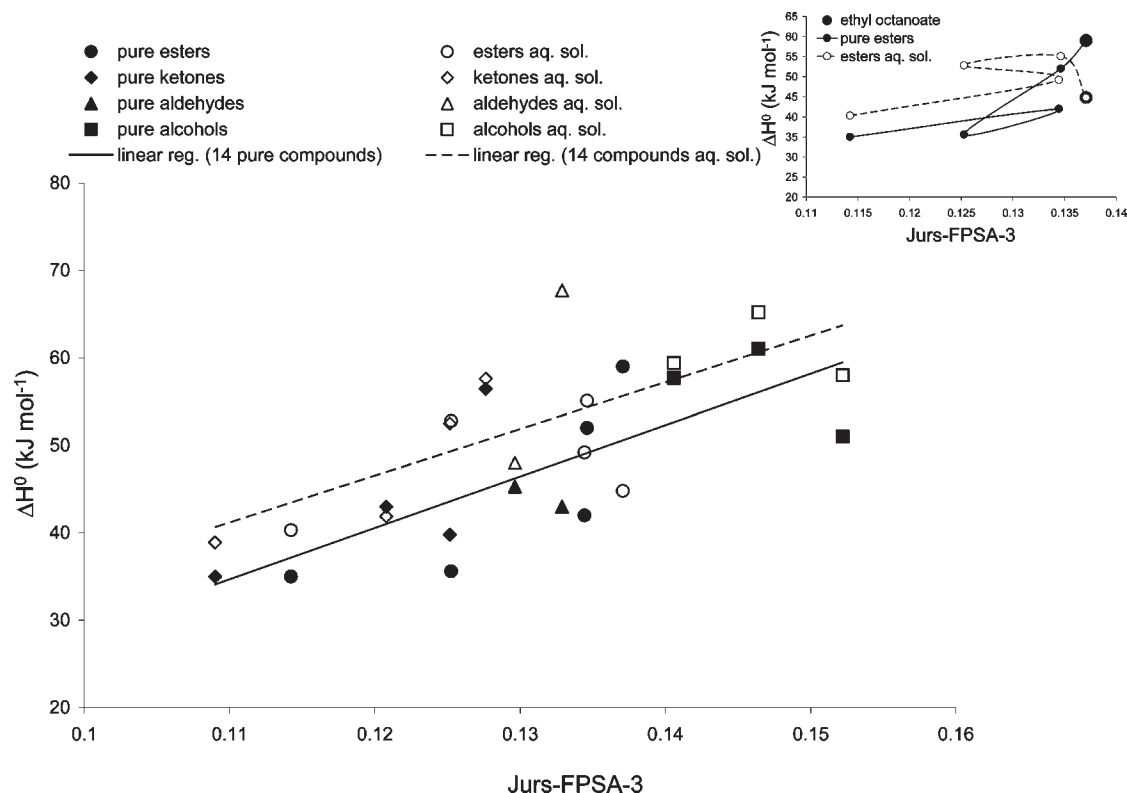 pure esters
pure ketones
pure aldehydes
pure alcohols
linear reg. (14 pure compounds)
esters aq. sol.
ketones aq. sol.
aldehydes aq. sol.
alcohols aq. sol.
linear reg. (14 compounds aq. sol.)
ethyl octanoate
pure esters
esters aq. sol.
ΔH⁰ (kJ mol⁻¹)
65
60
55
50
45
40
35
30
25
20
0.11 0.115 0.12 0.125 0.13 0.135 0.14
Jurs-FPSA-3
ΔH⁰ (kJ mol⁻¹)
80
70
60
50
40
30
20
0.1 0.11 0.12 0.13 0.14 0.15 0.16
Jurs-FPSA-3